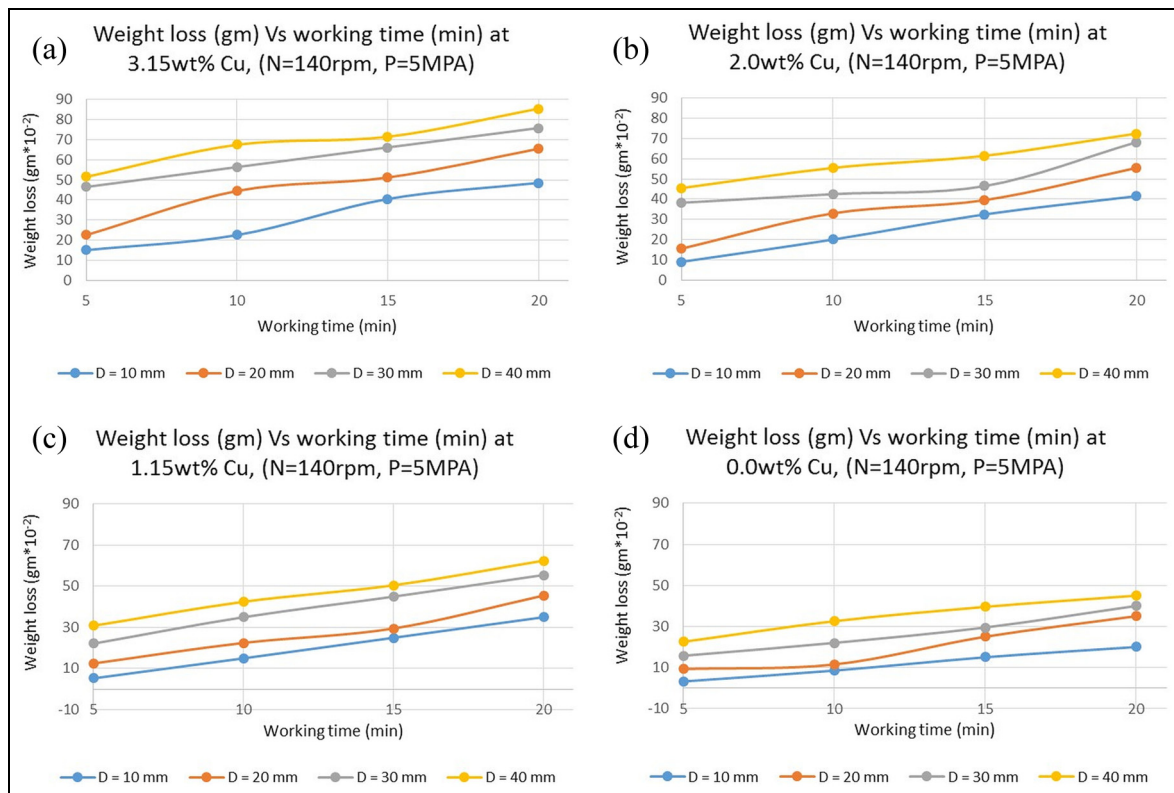 (a)
Weight loss (gm) Vs working time (min) at
3.15wt% Cu, (N=140rpm, P=5MPA)
Weight loss (gm*10⁻²)
90
80
70
60
50
40
30
20
10
0
5 10 15 20
Working time (min)
D = 10 mm D = 20 mm D = 30 mm D = 40 mm
(b)
Weight loss (gm) Vs working time (min) at
2.0wt% Cu, (N=140rpm, P=5MPA)
Weight loss (gm*10⁻²)
90
80
70
60
50
40
30
20
10
0
5 10 15 20
Working time (min)
D = 10 mm D = 20 mm D = 30 mm D = 40 mm
(c)
Weight loss (gm) Vs working time (min) at
1.15wt% Cu, (N=140rpm, P=5MPA)
Weight loss (gm*10⁻²)
90
70
50
30
10
-10
5 10 15 20
Working time (min)
D = 10 mm D = 20 mm D = 30 mm D = 40 mm
(d)
Weight loss (gm) Vs working time (min) at
0.0wt% Cu, (N=140rpm, P=5MPA)
Weight loss (gm*10⁻²)
90
70
50
30
10
-10
5 10 15 20
Working time (min)
D = 10 mm D = 20 mm D = 30 mm D = 40 mm